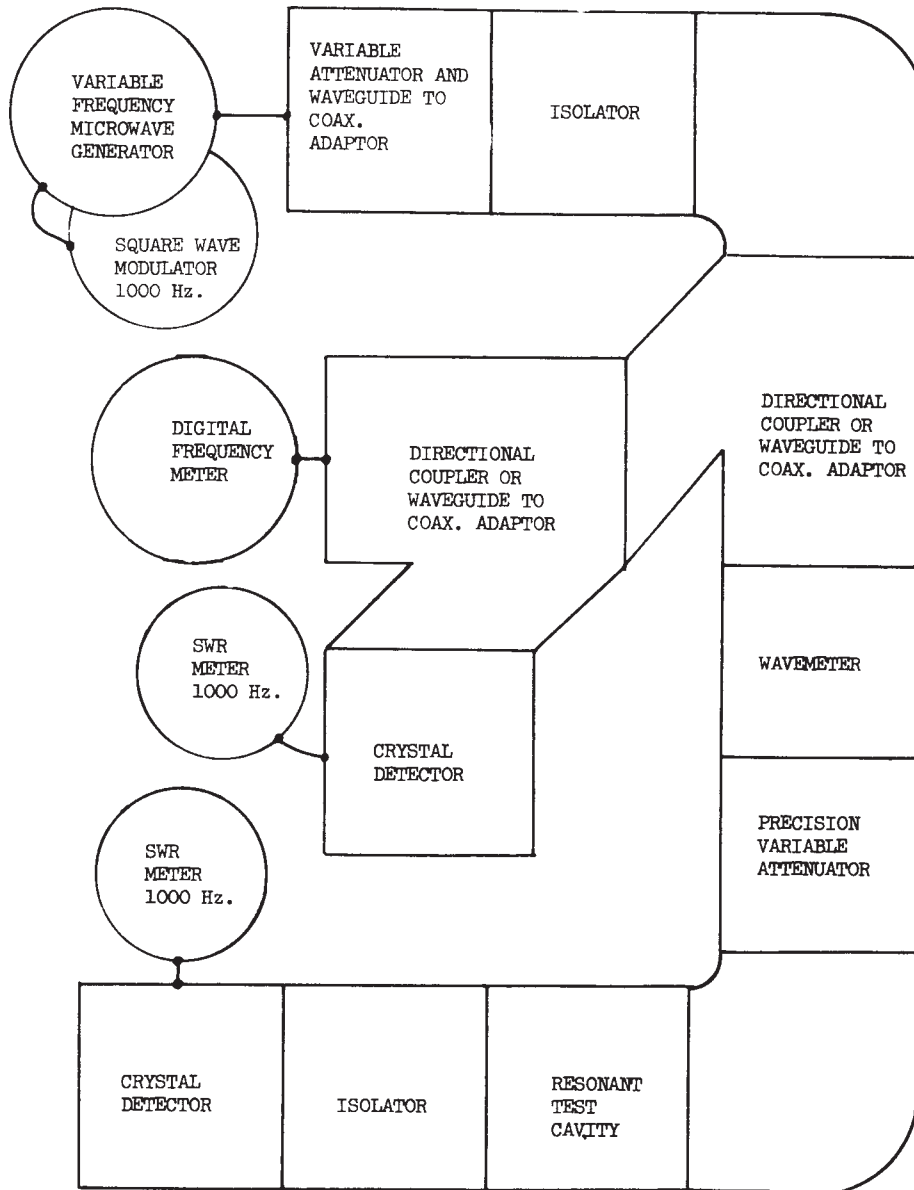 VARIABLE
FREQUENCY
MICROWAVE
GENERATOR
VARIABLE
ATTENUATOR AND
WAVEGUIDE TO
COAX.
ADAPTOR
ISOLATOR
SQUARE WAVE
MODULATOR
1000 Hz.
DIGITAL
FREQUENCY
METER
DIRECTIONAL
COUPLER OR
WAVEGUIDE TO
COAX. ADAPTOR
DIRECTIONAL
COUPLER OR
WAVEGUIDE TO
COAX. ADAPTOR
SWR
METER
1000 Hz.
WAVEMETER
CRYSTAL
DETECTOR
SWR
METER
1000 Hz.
PRECISION
VARIABLE
ATTENUATOR
CRYSTAL
DETECTOR
ISOLATOR
RESONANT
TEST
CAVITY